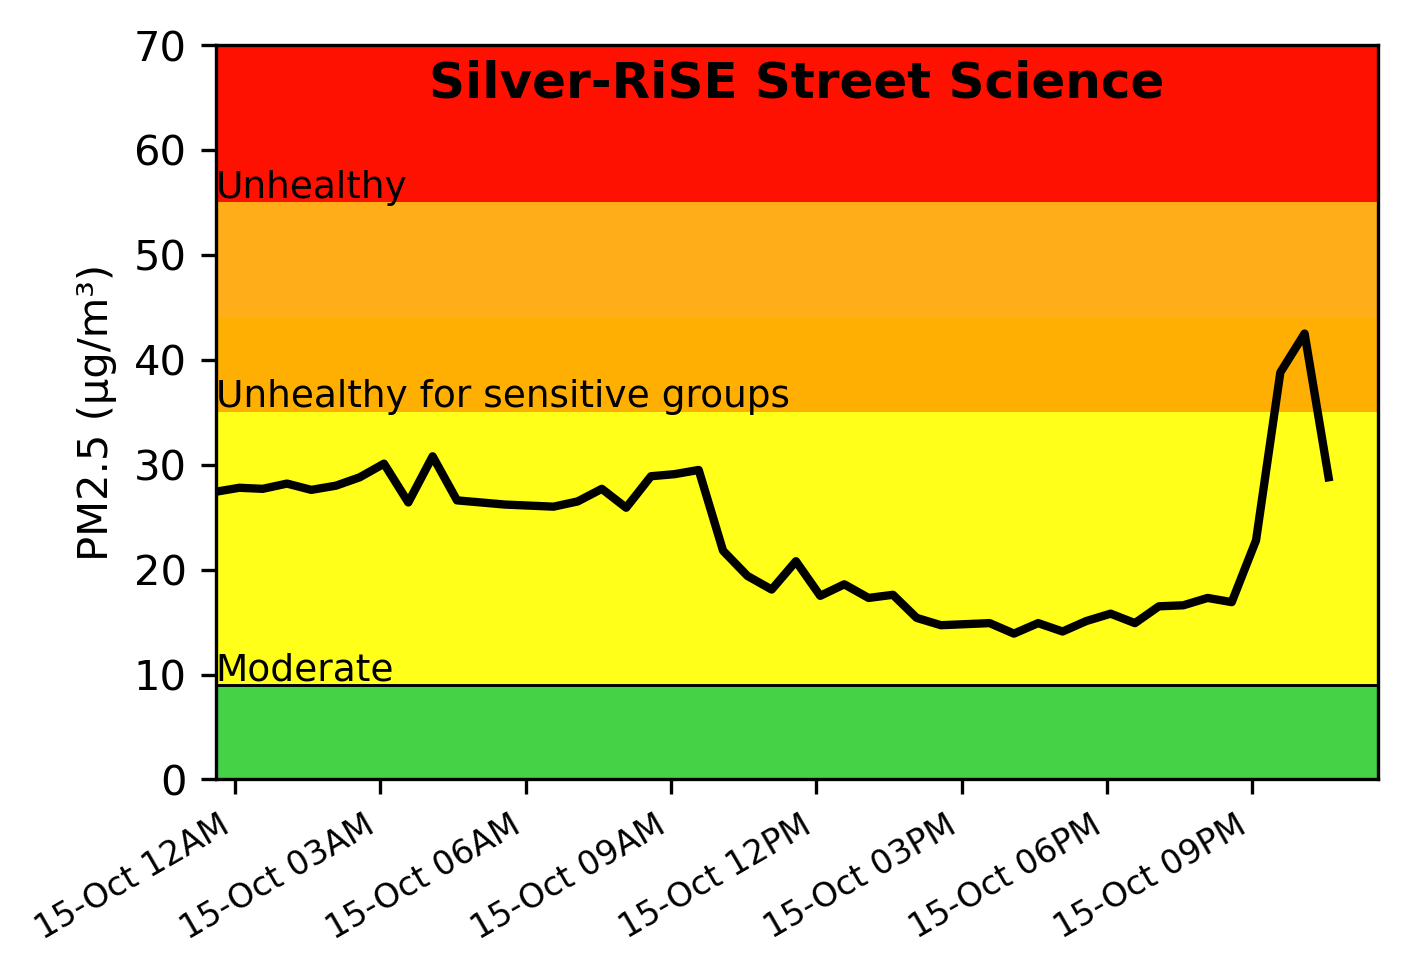 Silver-RiSE Street Science
70
60
Unhealthy
50
40
Unhealthy for sensitive groups
30
20
10
Moderate
0
PM2.5 (µg/m³)
15-Oct 12AM
15-Oct 03AM
15-Oct 06AM
15-Oct 09AM
15-Oct 12PM
15-Oct 03PM
15-Oct 06PM
15-Oct 09PM